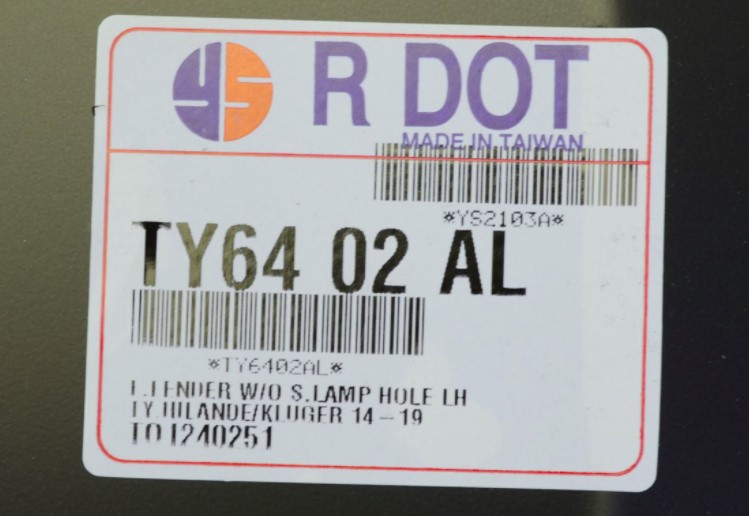 YS R DOT
MADE IN TAIWAN
*YS2103A*
TY64 02 AL
*TY6402AL*
F.FENDER W/O S.LAMP HOLE LH
TY.HILANDE/KLUGER 14-19
TO1240251